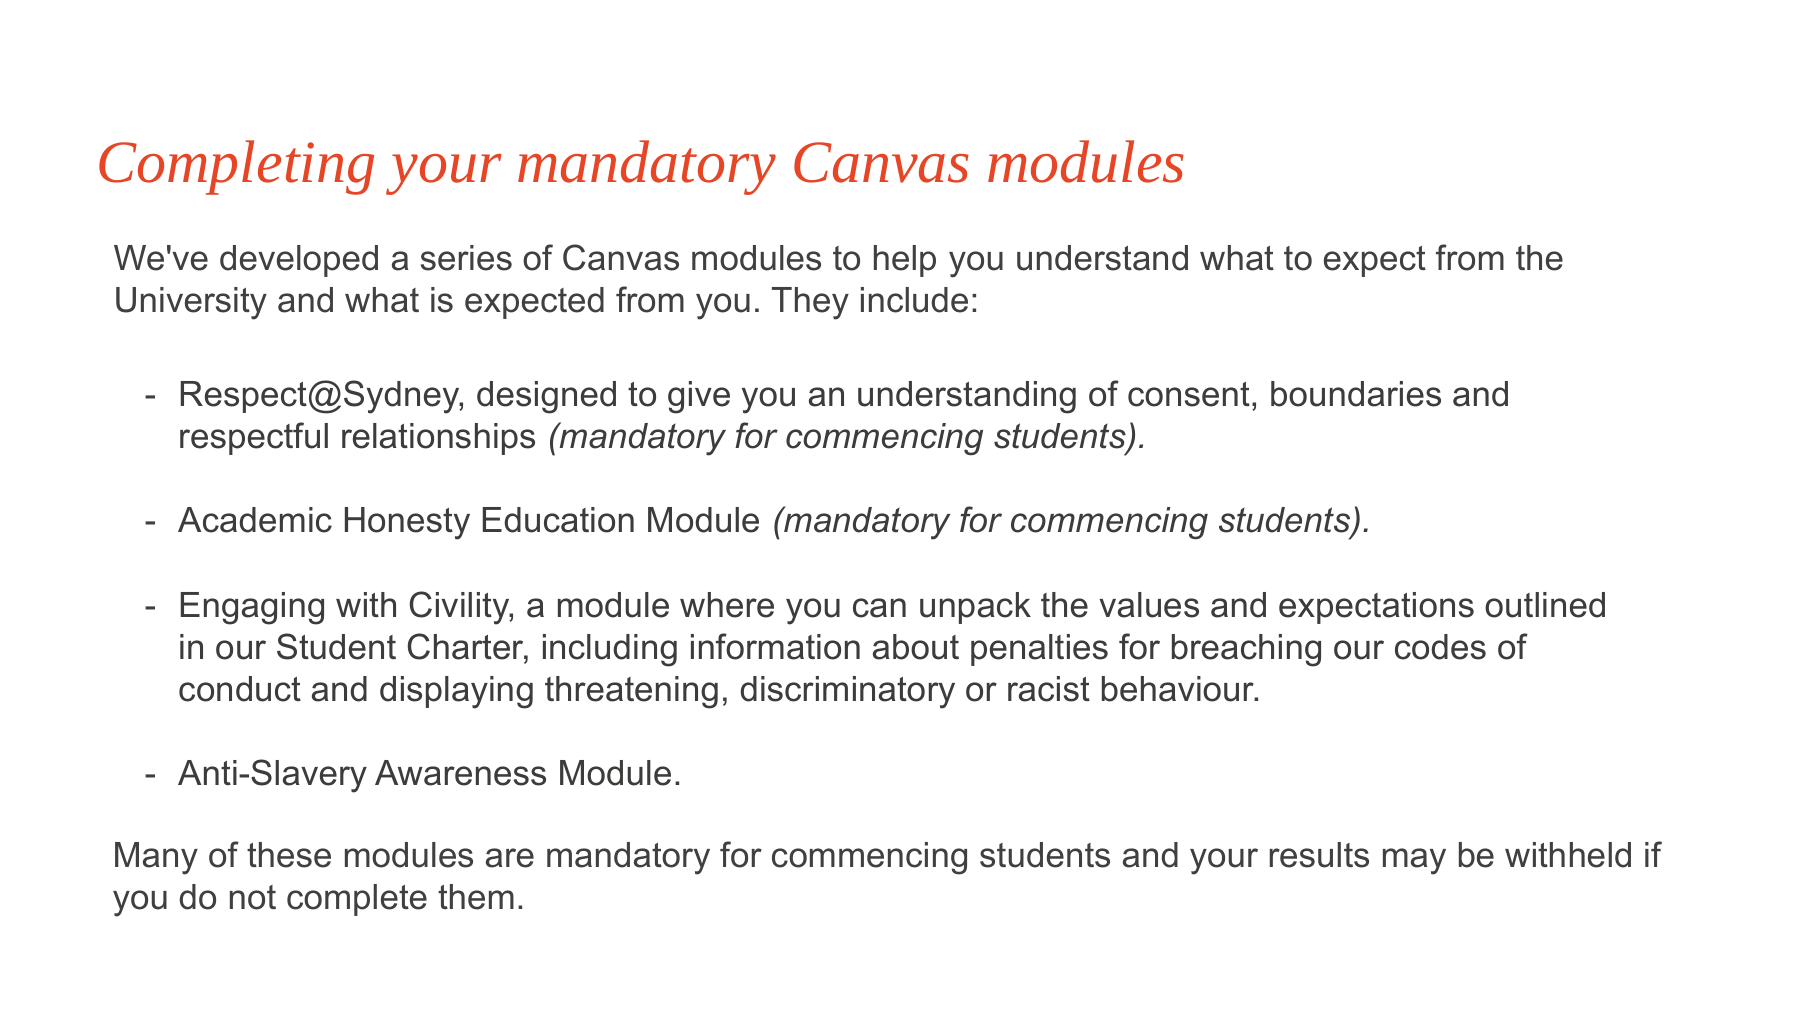 Completing your mandatory Canvas modules
We've developed a series of Canvas modules to help you understand what to expect from the
University and what is expected from you. They include:
- Respect@Sydney, designed to give you an understanding of consent, boundaries and
respectful relationships (mandatory for commencing students).
- Academic Honesty Education Module (mandatory for commencing students).
- Engaging with Civility, a module where you can unpack the values and expectations outlined
in our Student Charter, including information about penalties for breaching our codes of
conduct and displaying threatening, discriminatory or racist behaviour.
- Anti-Slavery Awareness Module.
Many of these modules are mandatory for commencing students and your results may be withheld if
you do not complete them.